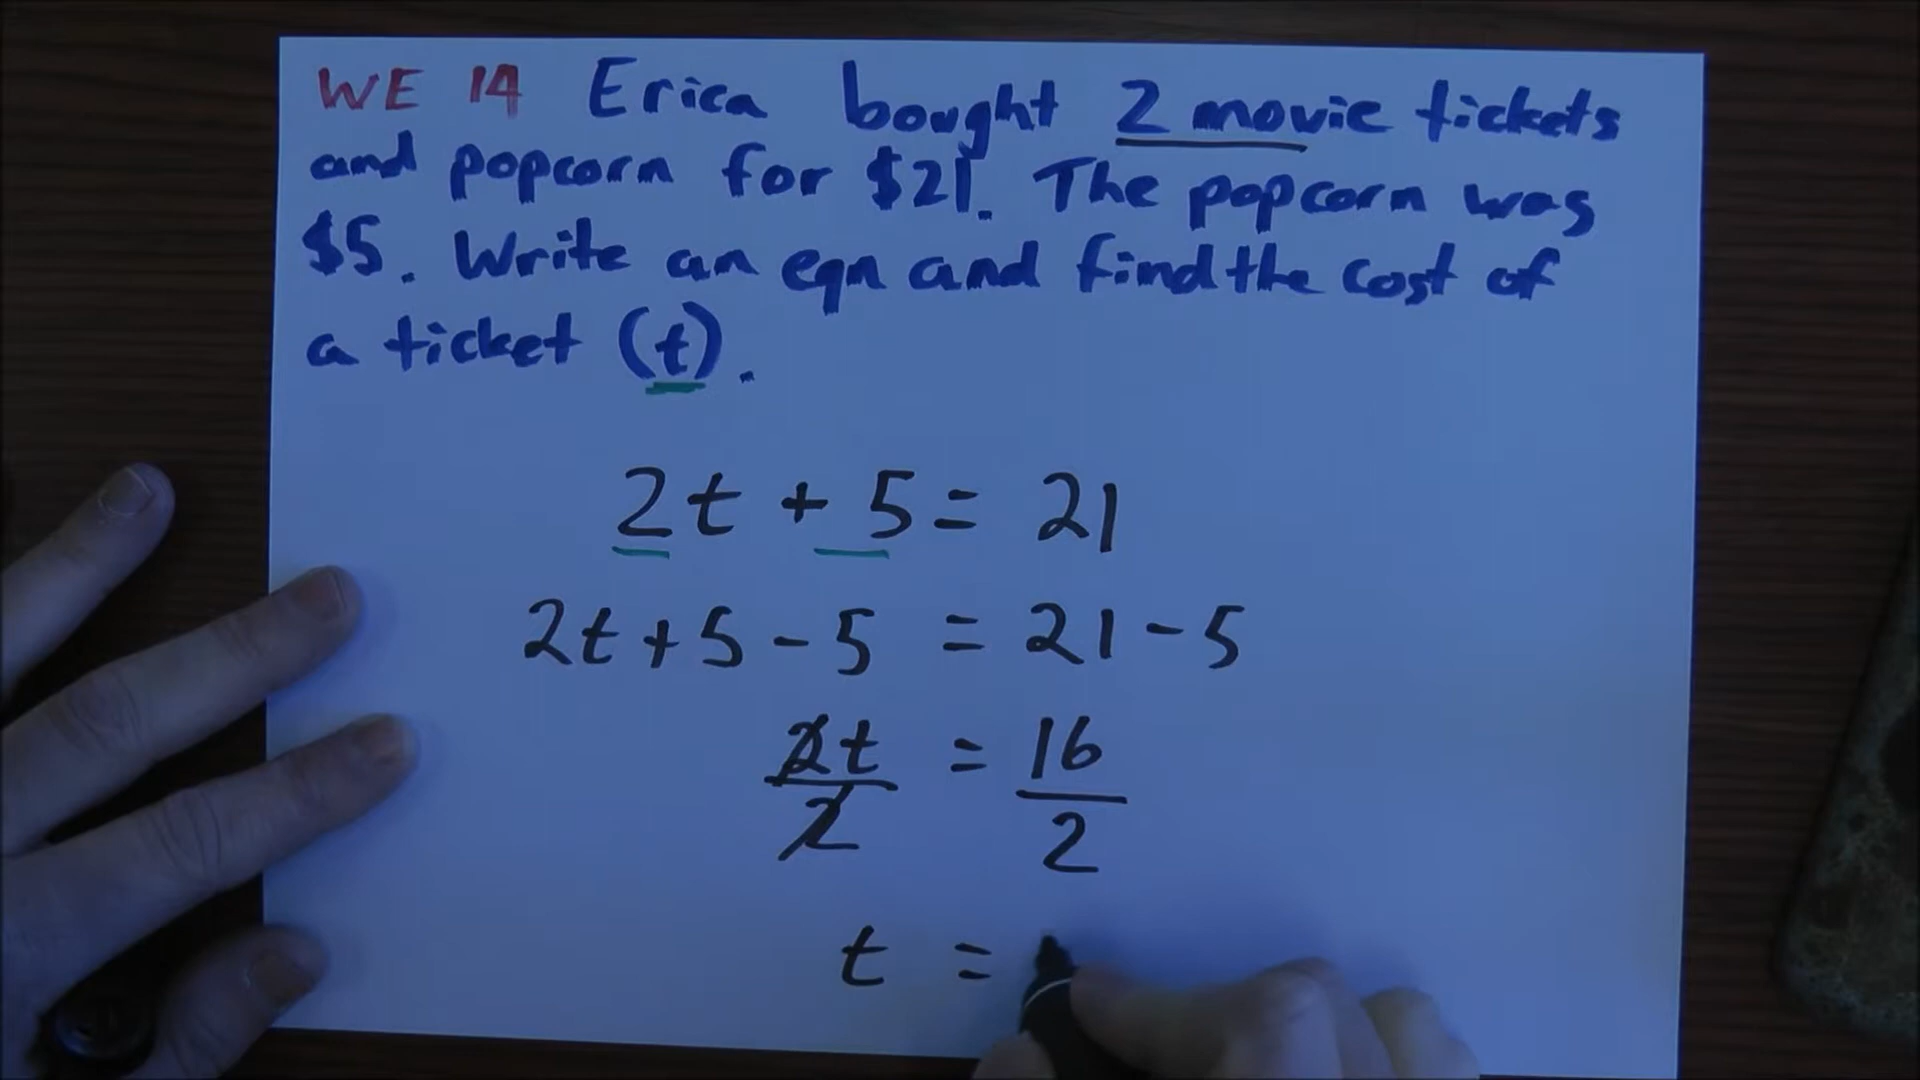 WE 14 Erica bought 2 movie tickets
and popcorn for $21. The popcorn was
$5. Write an eqn and find the cost of
a ticket (t).
2t + 5 = 21
2t + 5 - 5 = 21 - 5
2t = 16
2 2
t =